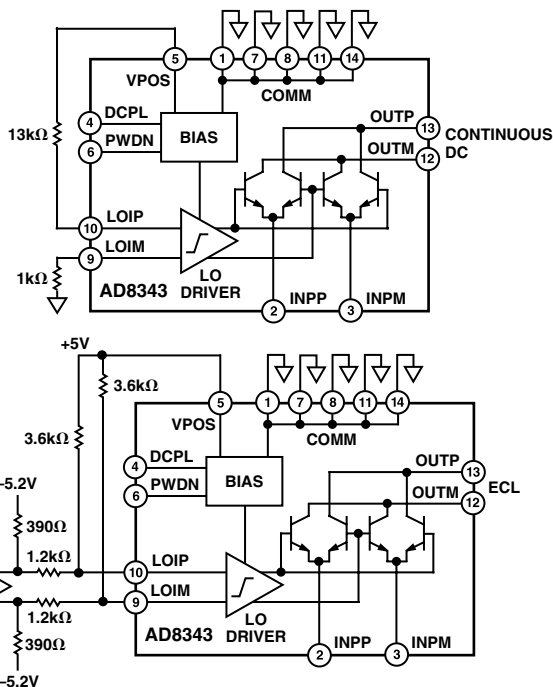 1
7
8
11
14
5
VPOS
COMM
4
DCPL
OUTP
13
CONTINUOUS
DC
13kΩ
BIAS
6
PWDN
OUTM
12
10
LOIP
9
LOIM
1kΩ
LO
DRIVER
AD8343
2
INPP
3
INPM
+5V
3.6kΩ
3.6kΩ
5
VPOS
1
7
8
11
14
COMM
4
DCPL
OUTP
13
ECL
6
PWDN
BIAS
OUTM
12
–5.2V
390Ω
1.2kΩ
10
LOIP
9
LOIM
1.2kΩ
390Ω
–5.2V
LO
DRIVER
AD8343
2
INPP
3
INPM